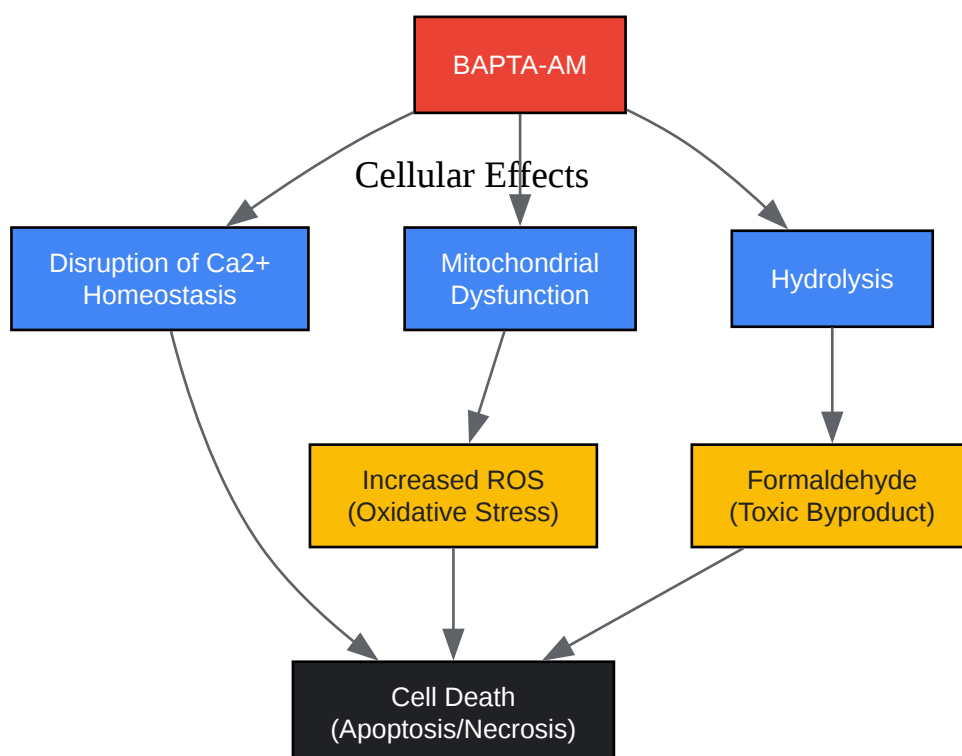 BAPTA-AM
Cellular Effects
Disruption of Ca2+
Homeostasis
Mitochondrial
Dysfunction
Hydrolysis
Increased ROS
(Oxidative Stress)
Formaldehyde
(Toxic Byproduct)
Cell Death
(Apoptosis/Necrosis)